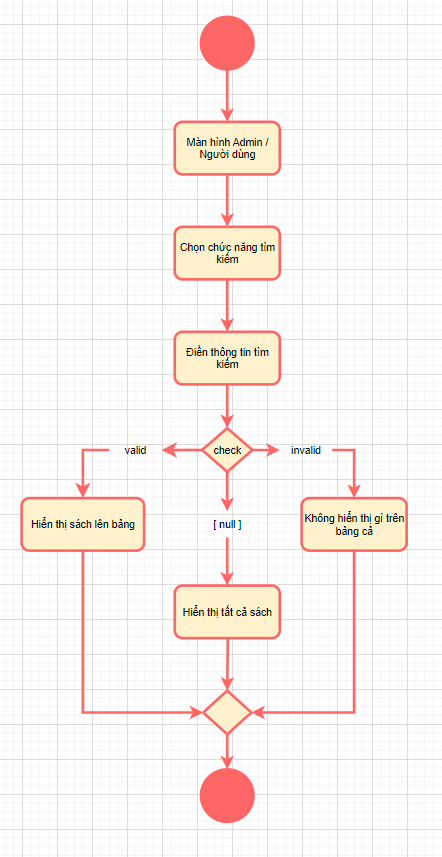 Màn hình Admin /
Người dùng
Chọn chức năng tìm
kiếm
Điền thông tin tìm
kiếm
check
valid
invalid
[ null ]
Hiển thị sách lên bảng
Không hiển thị gì trên
bảng cả
Hiển thị tất cả sách